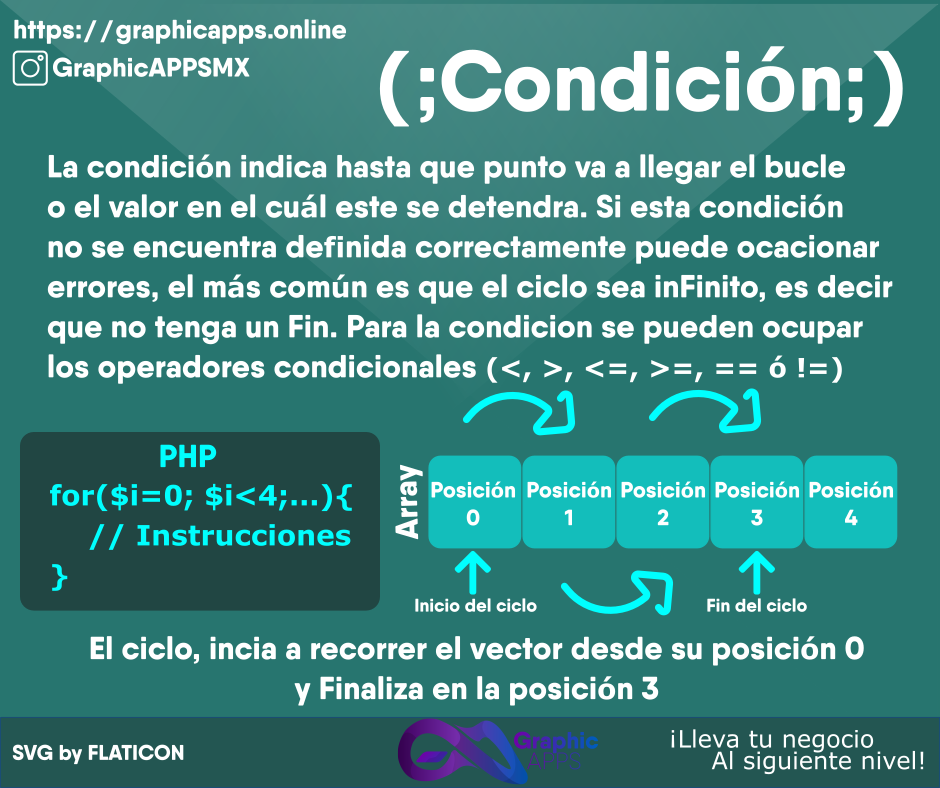 https://graphicapps.online
GraphicAPPSMX
(;Condición;)
La condición indica hasta que punto va a llegar el bucle
o el valor en el cuál este se detendra. Si esta condición
no se encuentra definida correctamente puede ocacionar
errores, el más común es que el ciclo sea inFinito, es decir
que no tenga un Fin. Para la condicion se pueden ocupar
los operadores condicionales (<, >, <=, >=, == ó !=)
PHP
for($i=0; $i<4;...){
// Instrucciones
}
Array
Posición 0
Posición 1
Posición 2
Posición 3
Posición 4
Inicio del ciclo
Fin del ciclo
El ciclo, incia a recorrer el vector desde su posición 0
y Finaliza en la posición 3
SVG by FLATICON
Graphic
APPS
¡Lleva tu negocio
Al siguiente nivel!